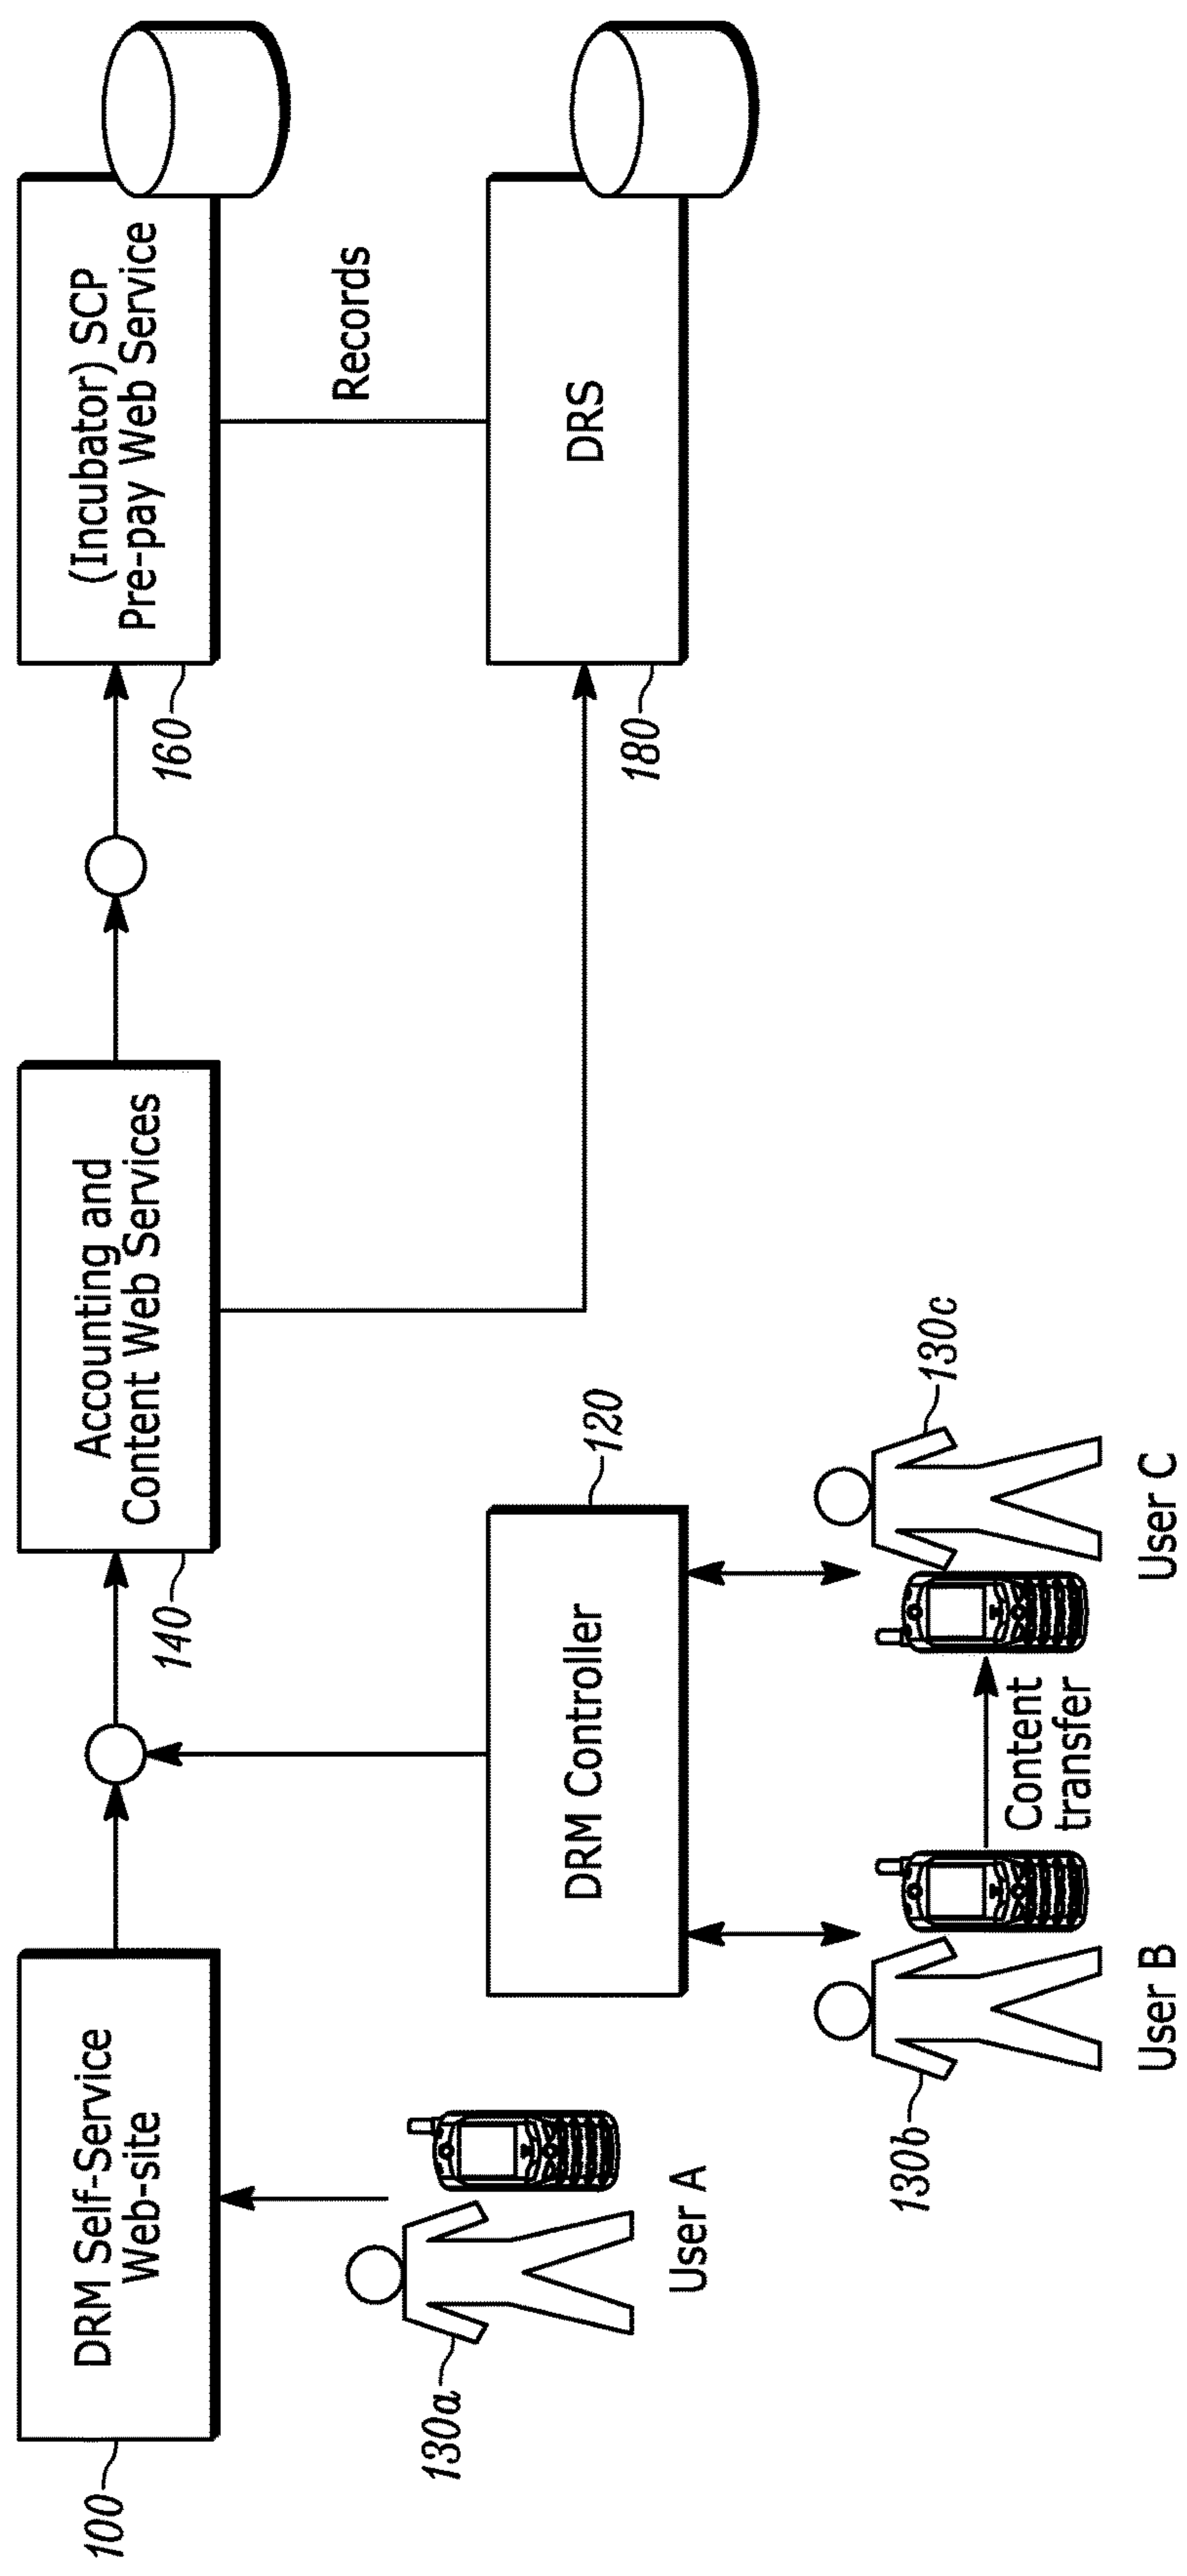 DRM Self-Service
Web-site
100
Accounting and
Content Web Services
140
(Incubator) SCP
Pre-pay Web Service
160
Records
DRS
180
DRM Controller
120
130a
User A
130b
User B
Content
transfer
130c
User C